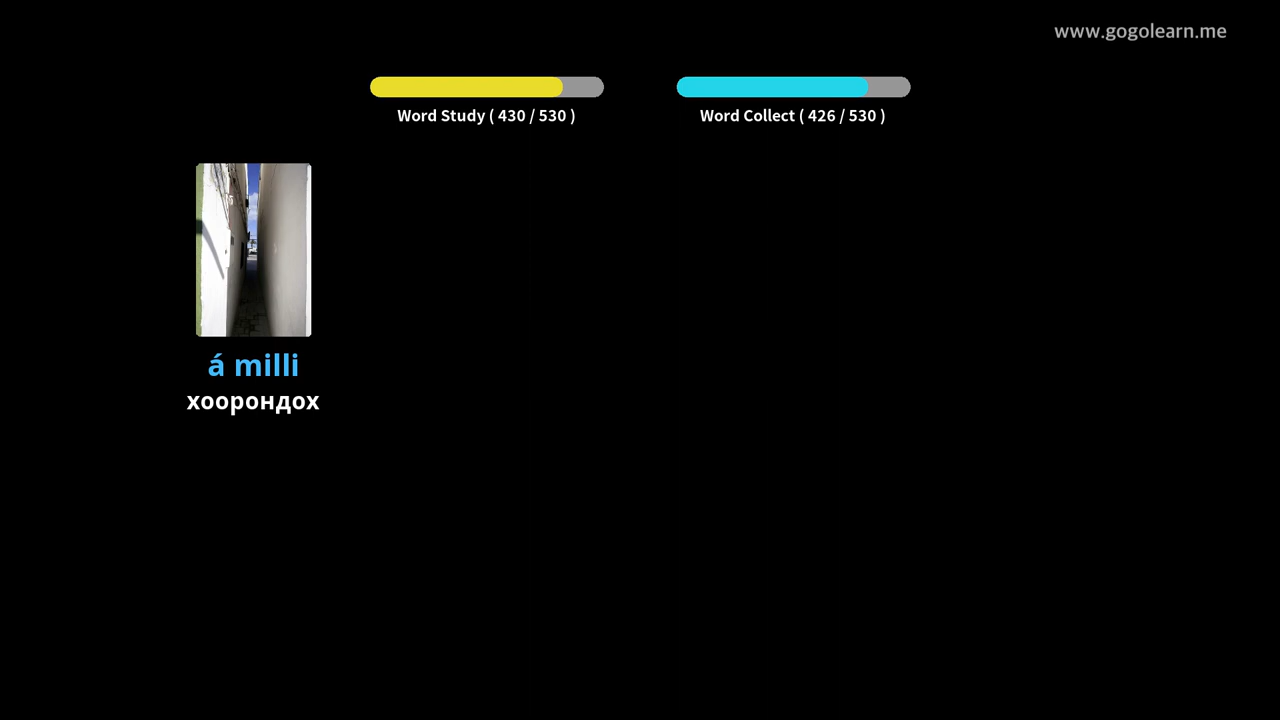 www.gogolearn.me
Word Study ( 430 / 530 )
Word Collect ( 426 / 530 )
á milli
хоорондох